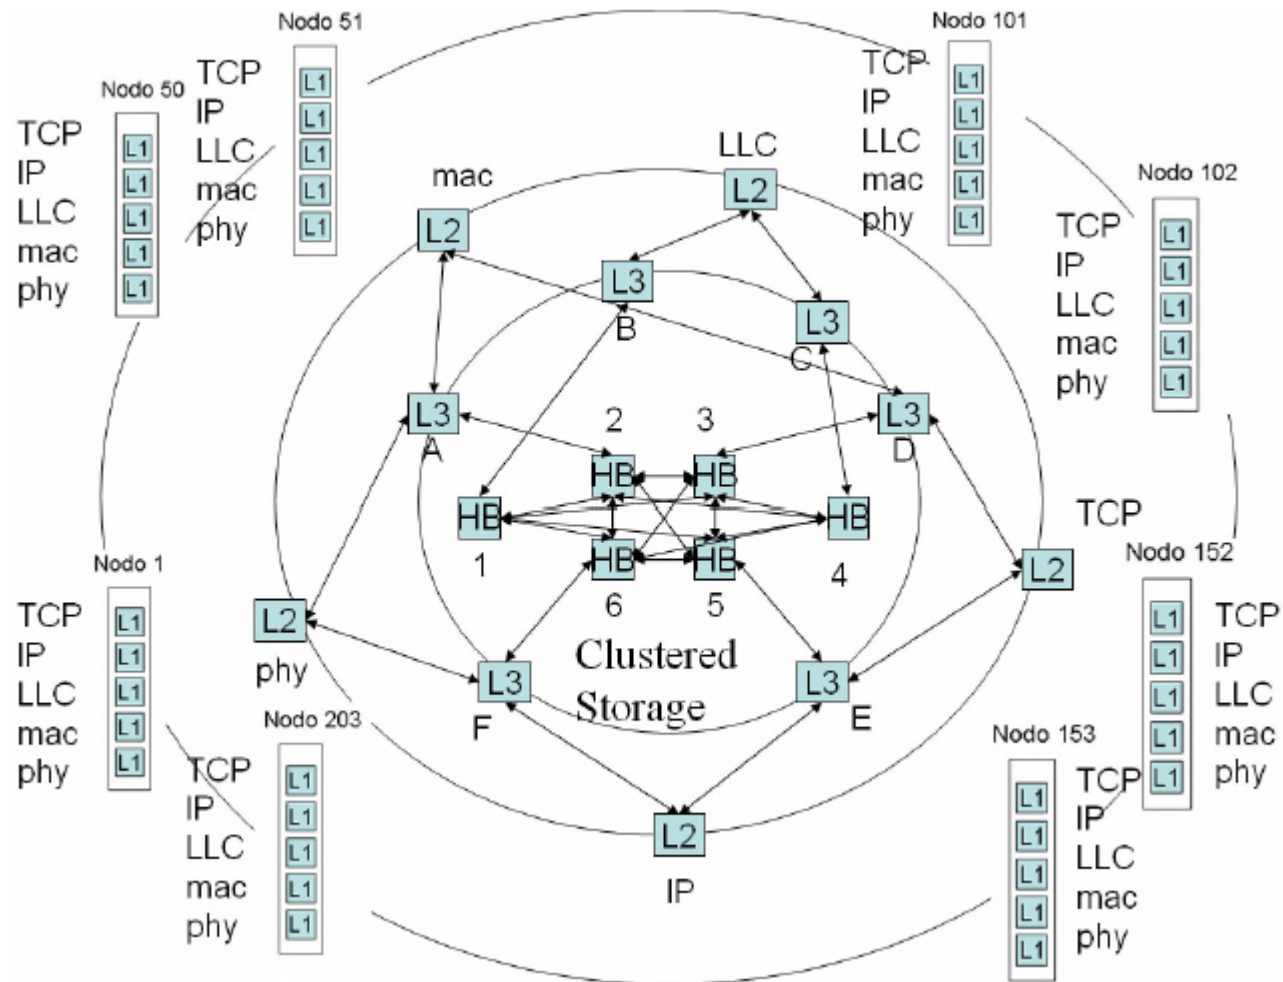 Nodo 51
TCP
IP
LLC
mac
phy
L1
L1
L1
L1
L1
Nodo 101
TCP
IP
LLC
mac
phy
L1
L1
L1
L1
L1
Nodo 50
TCP
IP
LLC
mac
phy
L1
L1
L1
L1
L1
Nodo 102
TCP
IP
LLC
mac
phy
L1
L1
L1
L1
L1
mac
L2
LLC
L2
L3
B
L3
C
L3
A
L3
D
2
3
HB
HB
HB
HB
1
4
HB
HB
6
5
TCP
L2
L2
phy
Clustered
Storage
L3
F
L3
E
L2
IP
Nodo 1
TCP
IP
LLC
mac
phy
L1
L1
L1
L1
L1
Nodo 152
L1
L1
L1
L1
L1
TCP
IP
LLC
mac
phy
Nodo 203
TCP
IP
LLC
mac
phy
L1
L1
L1
L1
L1
Nodo 153
L1
L1
L1
L1
L1
TCP
IP
LLC
mac
phy